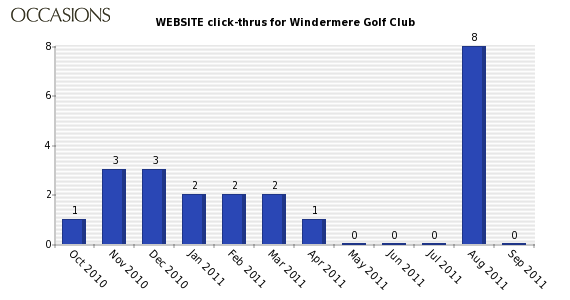 OCCASIONS
WEBSITE click-thrus for Windermere Golf Club
8
6
4
2
0
1
3
3
2
2
2
1
0
0
0
8
0
Oct 2010
Nov 2010
Dec 2010
Jan 2011
Feb 2011
Mar 2011
Apr 2011
May 2011
Jun 2011
Jul 2011
Aug 2011
Sep 2011